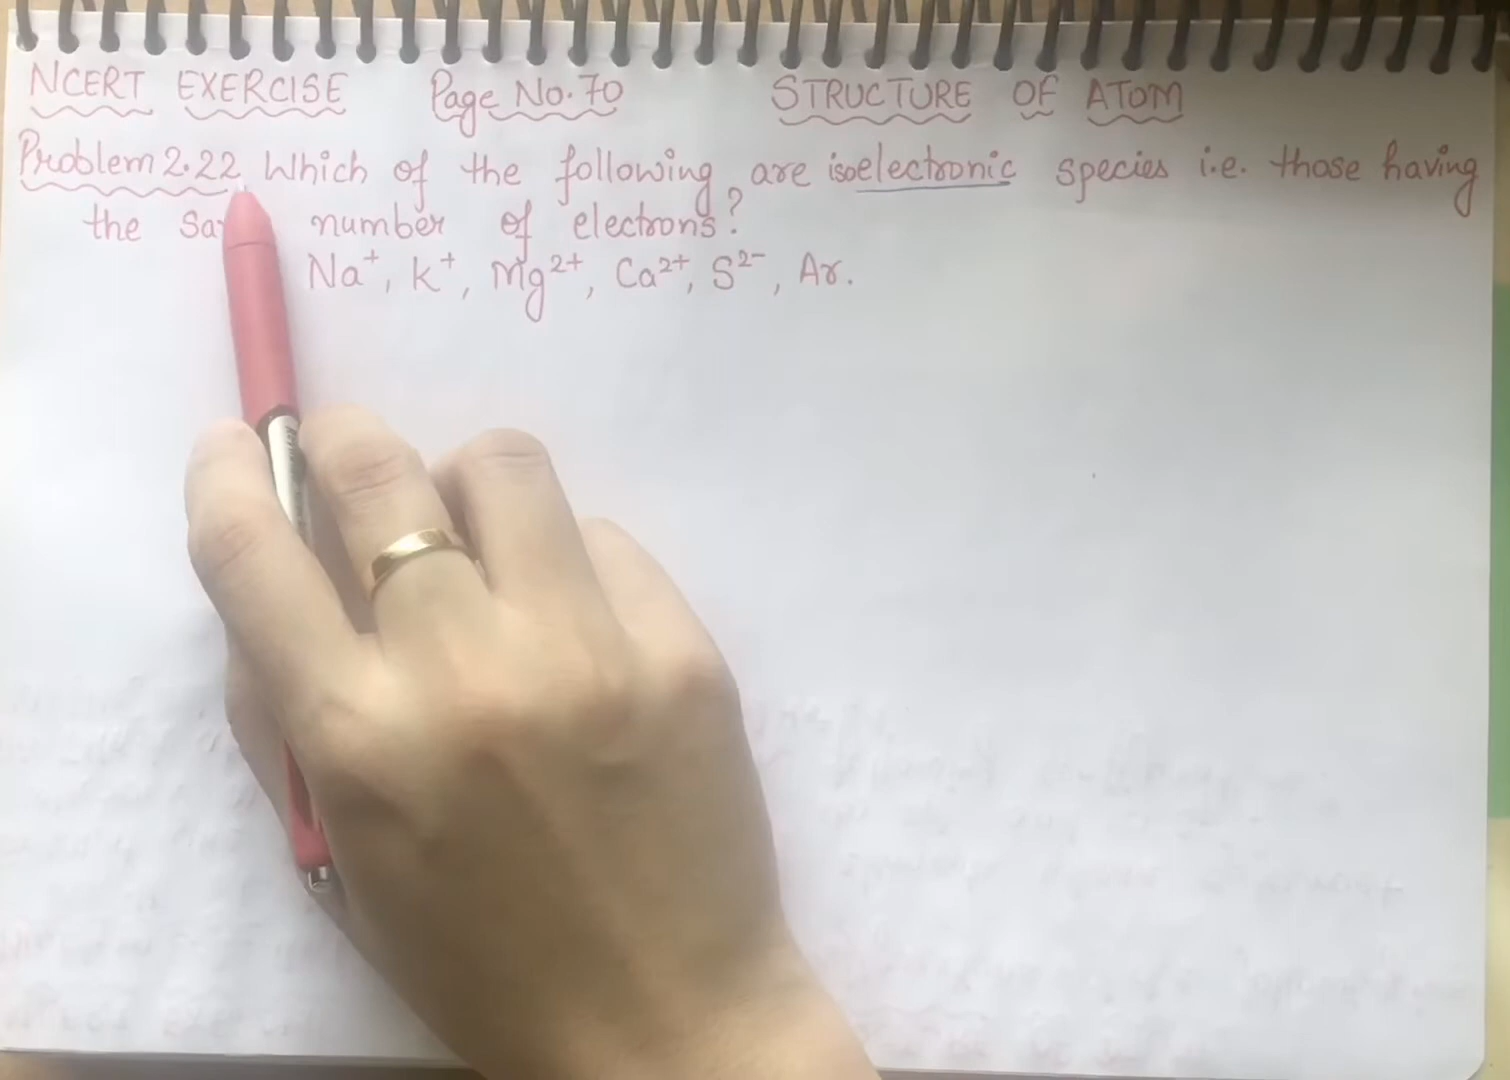 NCERT EXERCISE Page No.70 STRUCTURE OF ATOM
Problem 2.22 Which of the following are isoelectronic species i.e. those having
the number of electrons?
Na⁺, K⁺, Mg²⁺, Ca²⁺, S²⁻, Ar.